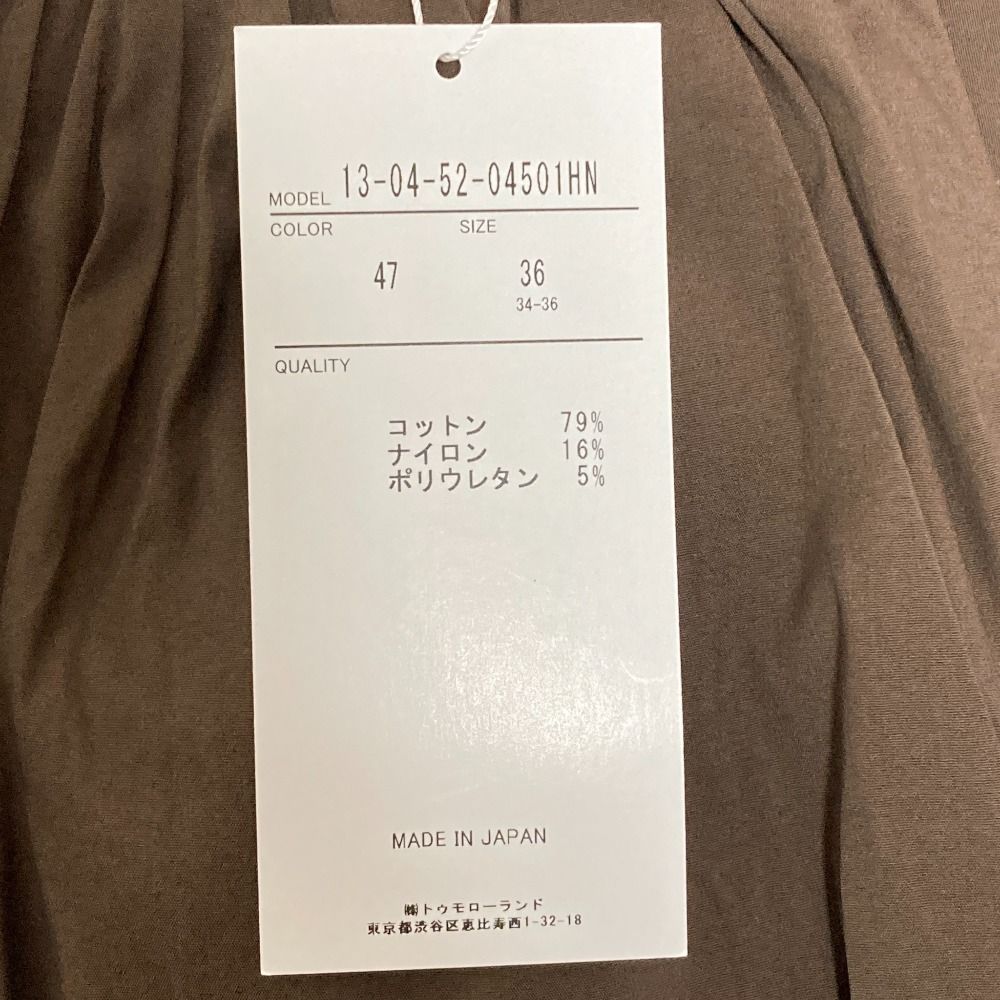 MODEL 13-04-52-04501HN
COLOR SIZE
47 36
34-36
QUALITY
コットン 79%
ナイロン 16%
ポリウレタン 5%
MADE IN JAPAN
㈱トゥモローランド
東京都渋谷区恵比寿西1-32-18